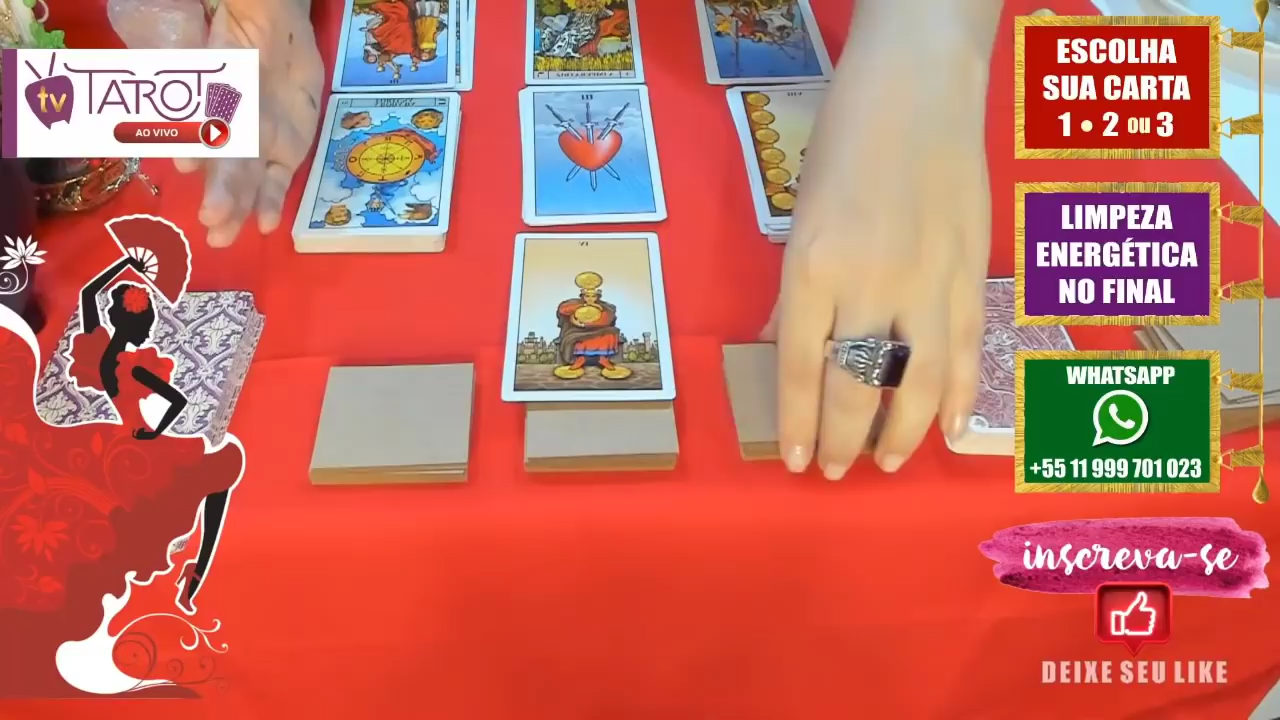 tv TAROT
AO VIVO
ESCOLHA
SUA CARTA
1 • 2 ou 3
LIMPEZA
ENERGÉTICA
NO FINAL
WHATSAPP
+55 11 999 701 023
inscreva-se
DEIXE SEU LIKE
III